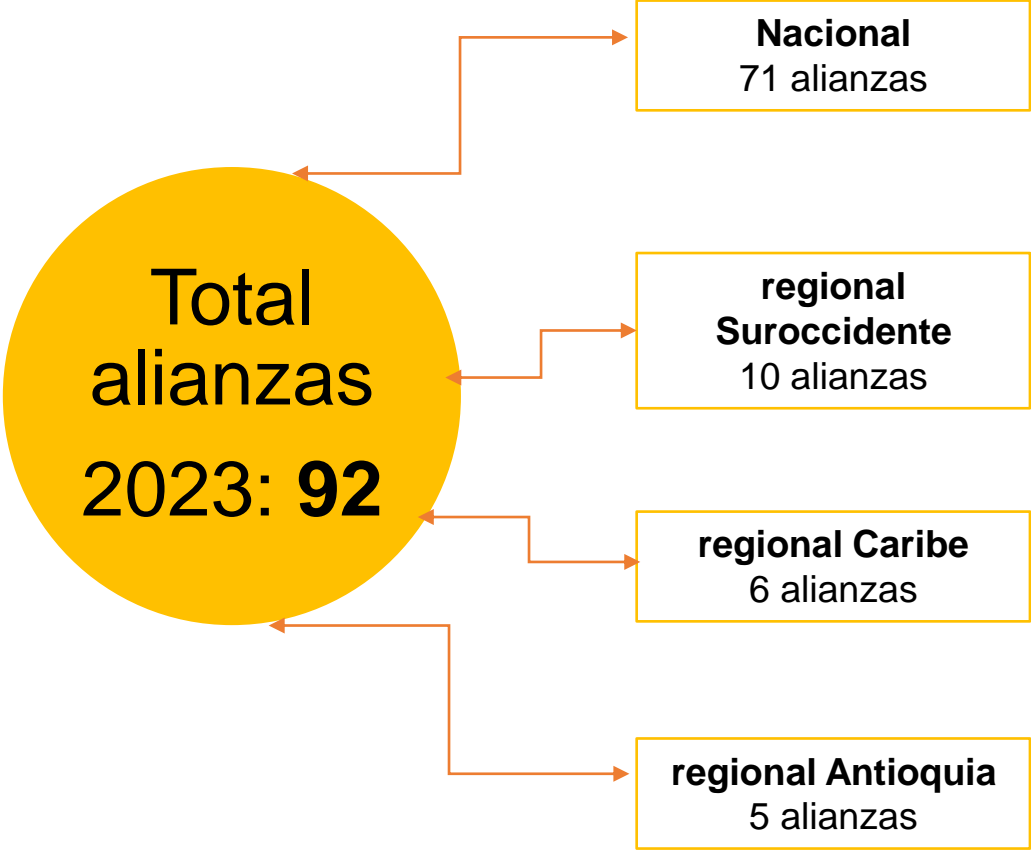 Nacional
71 alianzas
Total
alianzas
2023: 92
regional
Suroccidente
10 alianzas
regional Caribe
6 alianzas
regional Antioquia
5 alianzas